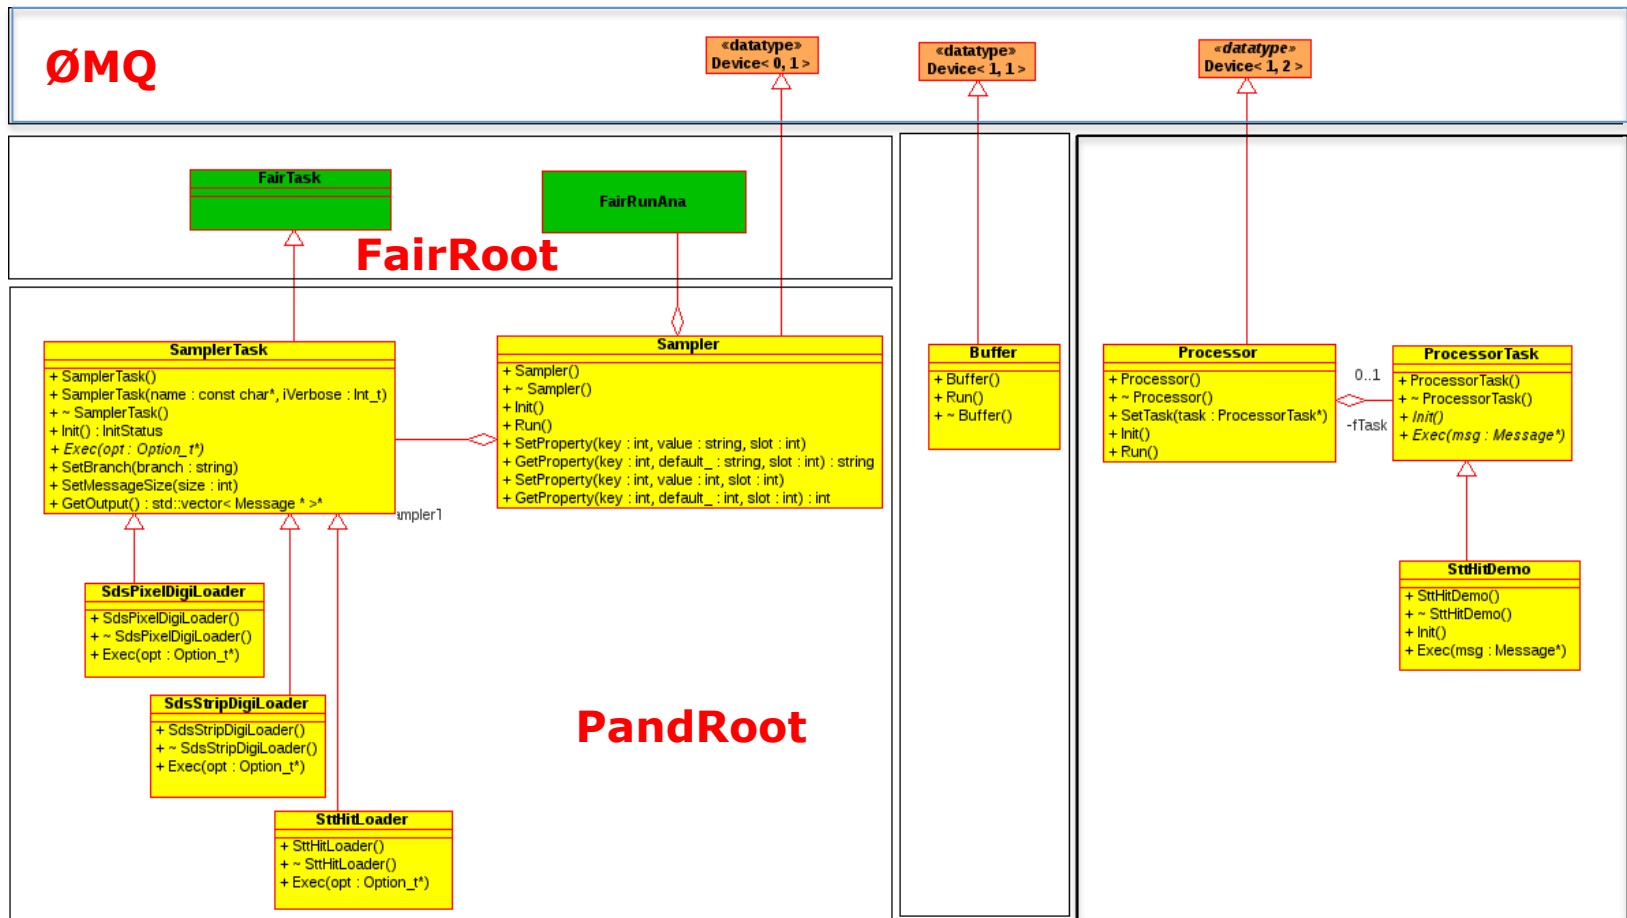 ØMQ
«datatype»
Device< 0, 1 >
«datatype»
Device< 1, 1 >
«datatype»
Device< 1, 2 >
FairTask
FairRunAna
FairRoot
SamplerTask
+ SamplerTask()
+ SamplerTask(name : const char*, iVerbose : Int_t)
+ ~ SamplerTask()
+ Init() : InitStatus
+ Exec(opt : Option_t*)
+ SetBranch(branch : string)
+ SetMessageSize(size : int)
+ GetOutput() : std::vector< Message * >*
Sampler
+ Sampler()
+ ~ Sampler()
+ Init()
+ Run()
+ SetProperty(key : int, value : string, slot : int)
+ GetProperty(key : int, default_ : string, slot : int) : string
+ SetProperty(key : int, value : int, slot : int)
+ GetProperty(key : int, default_ : int, slot : int) : int
amplerT
Buffer
+ Buffer()
+ Run()
+ ~ Buffer()
Processor
+ Processor()
+ ~ Processor()
+ SetTask(task : ProcessorTask*)
+ Init()
+ Run()
0..1
-fTask
ProcessorTask
+ ProcessorTask()
+ ~ ProcessorTask()
+ Init()
+ Exec(msg : Message*)
SdsPixelDigiLoader
+ SdsPixelDigiLoader()
+ ~ SdsPixelDigiLoader()
+ Exec(opt : Option_t*)
SdsStripDigiLoader
+ SdsStripDigiLoader()
+ ~ SdsStripDigiLoader()
+ Exec(opt : Option_t*)
SttHitLoader
+ SttHitLoader()
+ ~ SttHitLoader()
+ Exec(opt : Option_t*)
PandRoot
SttHitDemo
+ SttHitDemo()
+ ~ SttHitDemo()
+ Init()
+ Exec(msg : Message*)